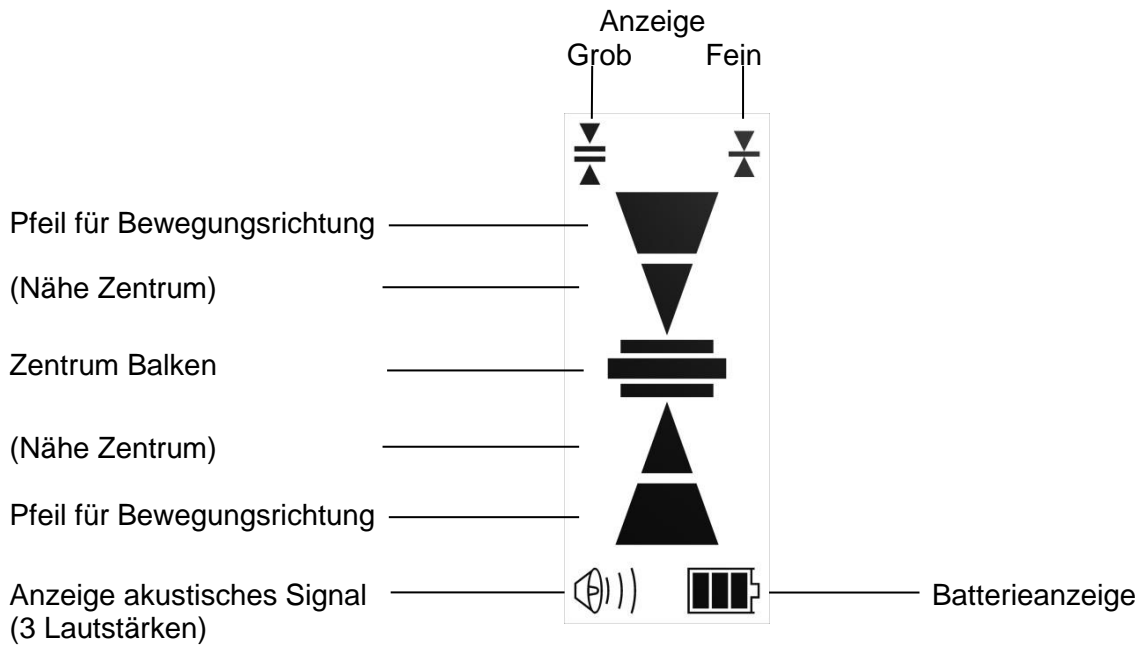 Anzeige
Grob Fein
Pfeil für Bewegungsrichtung
(Nähe Zentrum)
Zentrum Balken
(Nähe Zentrum)
Pfeil für Bewegungsrichtung
Anzeige akustisches Signal
(3 Lautstärken)
Batterieanzeige